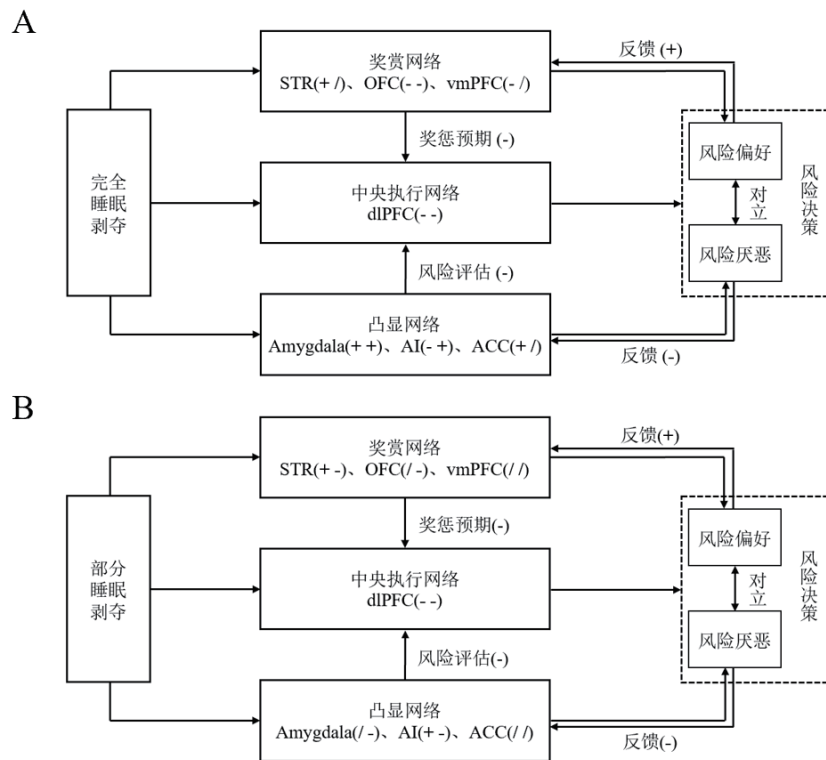 A
奖赏网络
STR(+ /)、OFC(- -)、vmPFC(- /)
反馈 (+)
奖惩预期 (-)
完全
睡眠
剥夺
中央执行网络
dlPFC(- -)
风险偏好
对立
风险厌恶
风险决策
风险评估 (-)
凸显网络
Amygdala(+ +)、AI(- +)、ACC(+ /)
反馈 (-)
B
奖赏网络
STR(+ -)、OFC(/ -)、vmPFC(/ /)
反馈(+)
奖惩预期(-)
部分
睡眠
剥夺
中央执行网络
dlPFC(- -)
风险偏好
对立
风险厌恶
风险决策
风险评估(-)
凸显网络
Amygdala(/ -)、AI(+ -)、ACC(/ /)
反馈(-)